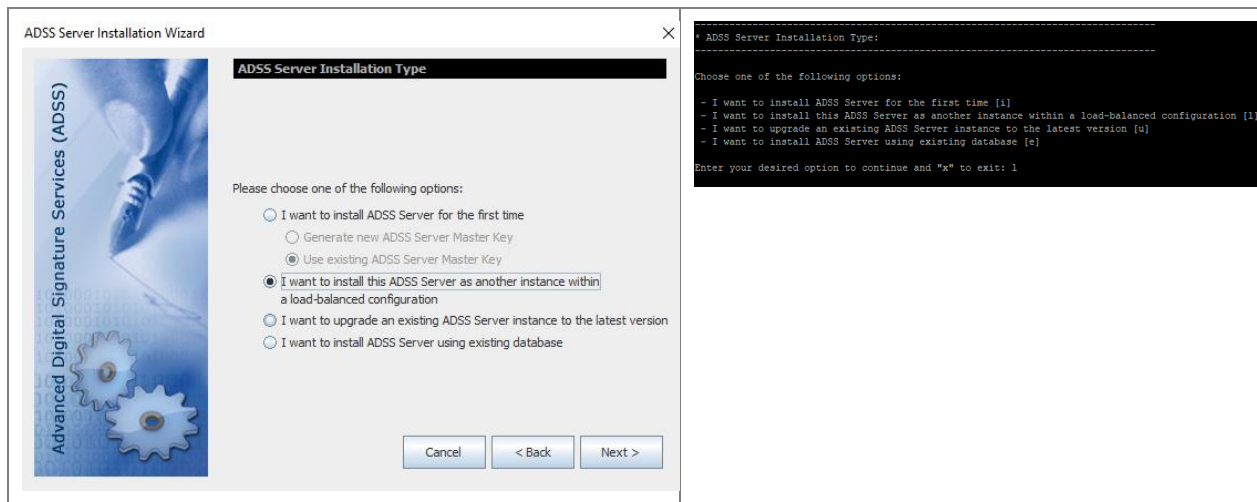 ADSS Server Installation Wizard
Advanced Digital Signature Services (ADSS)
ADSS Server Installation Type
Please choose one of the following options:
I want to install ADSS Server for the first time
Generate new ADSS Server Master Key
Use existing ADSS Server Master Key
I want to install this ADSS Server as another instance within
a load-balanced configuration
I want to upgrade an existing ADSS Server instance to the latest version
I want to install ADSS Server using existing database
Cancel
< Back
Next >
--------------------------------------------------------------------------------
* ADSS Server Installation Type:
--------------------------------------------------------------------------------
Choose one of the following options:
- I want to install ADSS Server for the first time [i]
- I want to install this ADSS Server as another instance within a load-balanced configuration [l]
- I want to upgrade an existing ADSS Server instance to the latest version [u]
- I want to install ADSS Server using existing database [e]
Enter your desired option to continue and "x" to exit: l